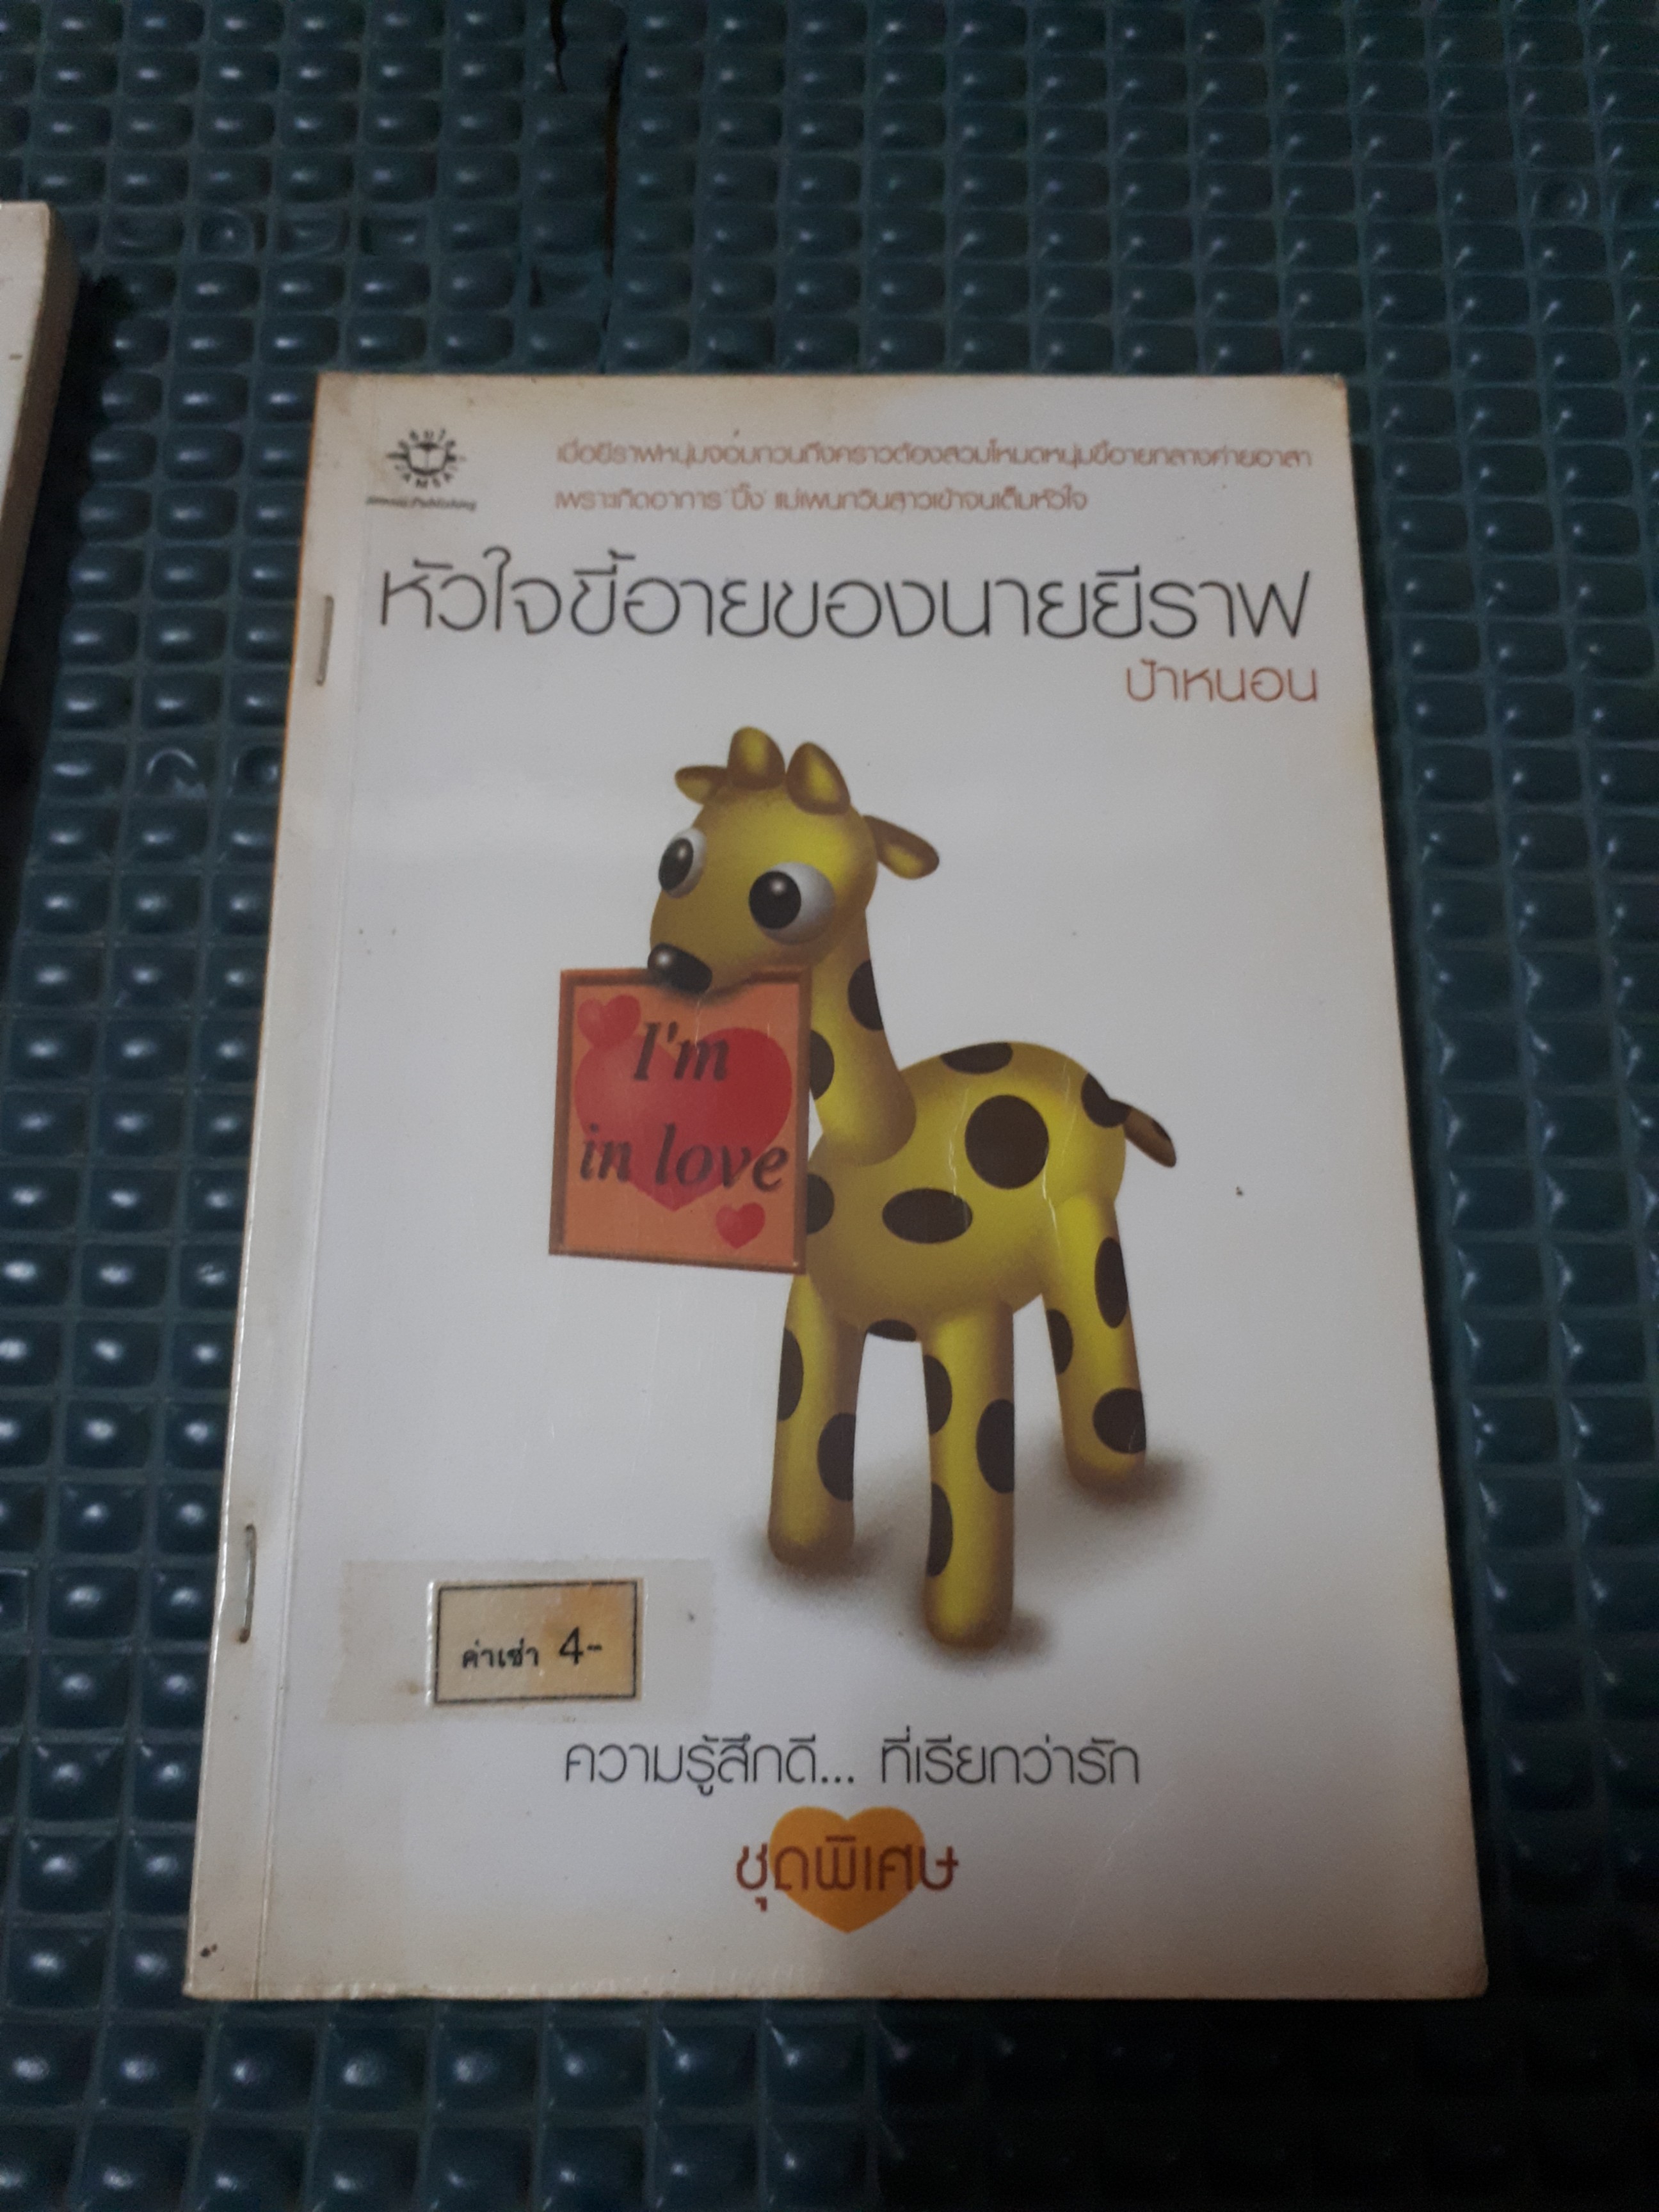 เมื่อยีราฟหนุ่มจอมกวนถึงคราวต้องสวมโหมดหนุ่มขี้อายกลางค่ายอาสา
เพราะเกิดอาการ 'ปิ๊ง' แม่แพนกวินสาวเข้าจนเต็มหัวใจ
Jamsai Publishing
หัวใจขี้อายของนายยีราฟ
ป้าหนอน
I'm
in love
ค่าเช่า 4-
ความรู้สึกดี... ที่เรียกว่ารัก
ชุดพิเศษ